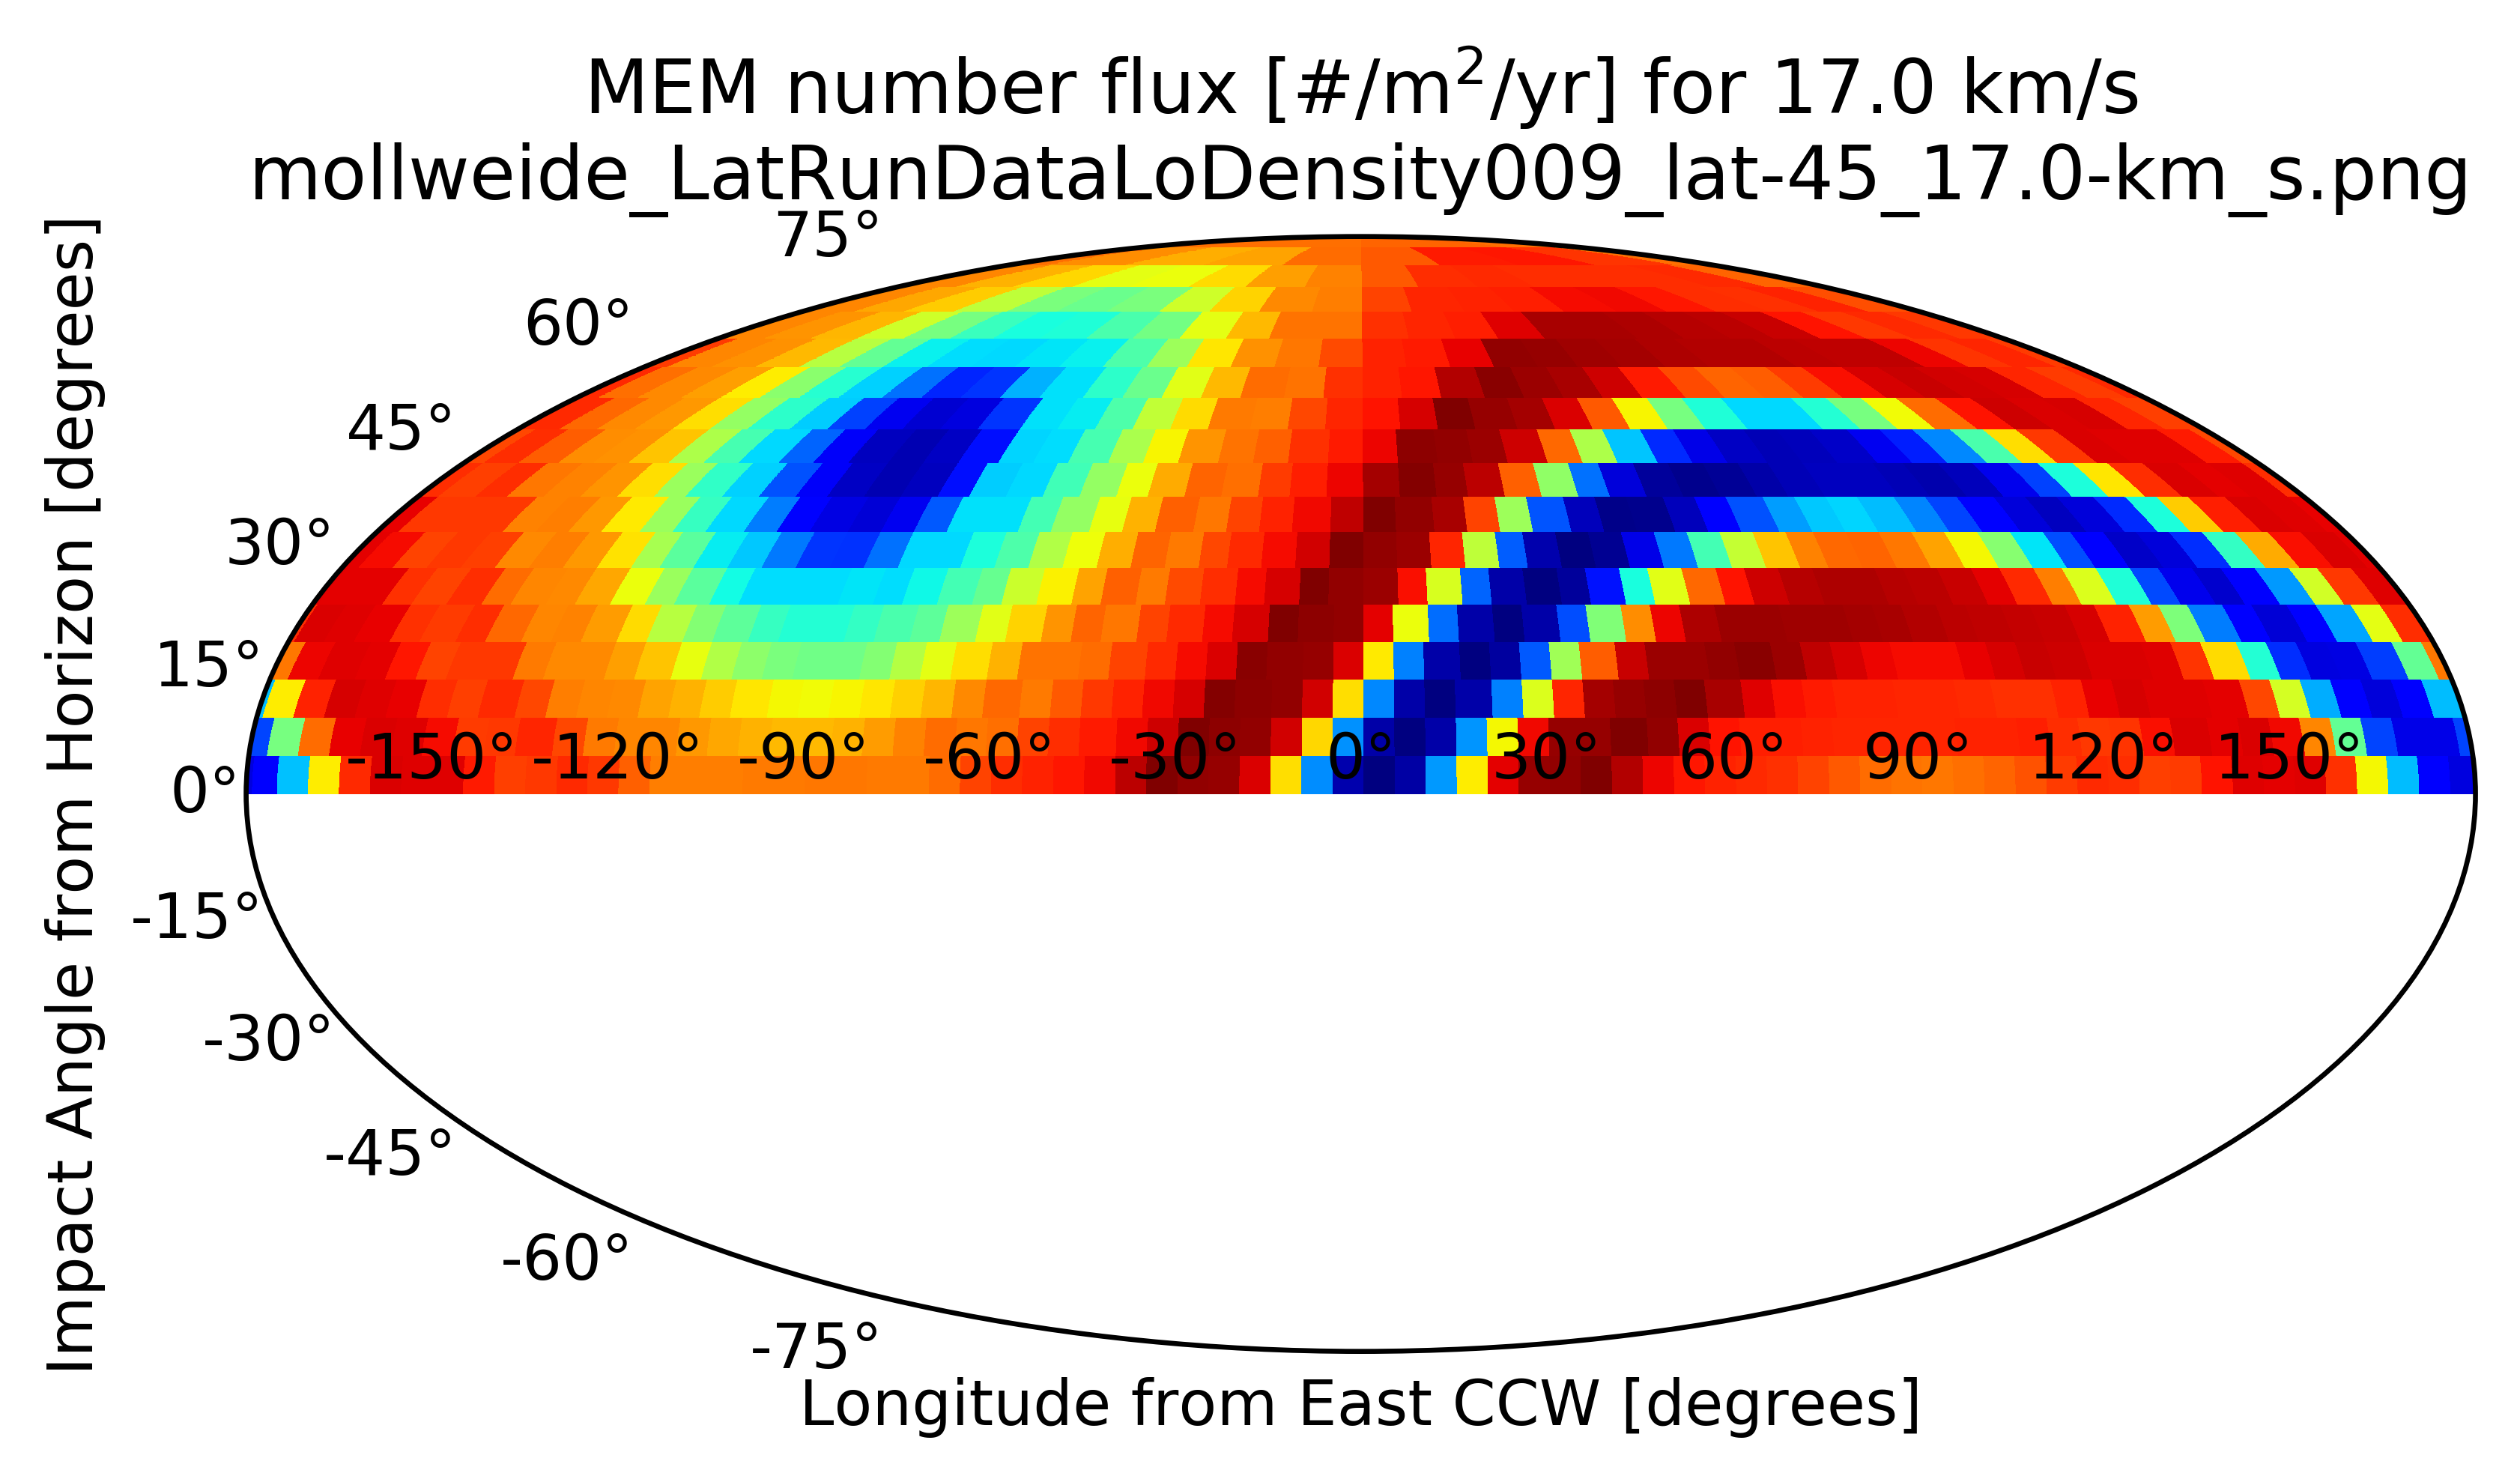 MEM number flux [#/m²/yr] for 17.0 km/s
mollweide_LatRunDataLoDensity009_lat-45_17.0-km_s.png
Impact Angle from Horizon [degrees]
75°
60°
45°
30°
15°
0°
-15°
-30°
-45°
-60°
-75°
-150° -120° -90° -60° -30° 0° 30° 60° 90° 120° 150°
Longitude from East CCW [degrees]